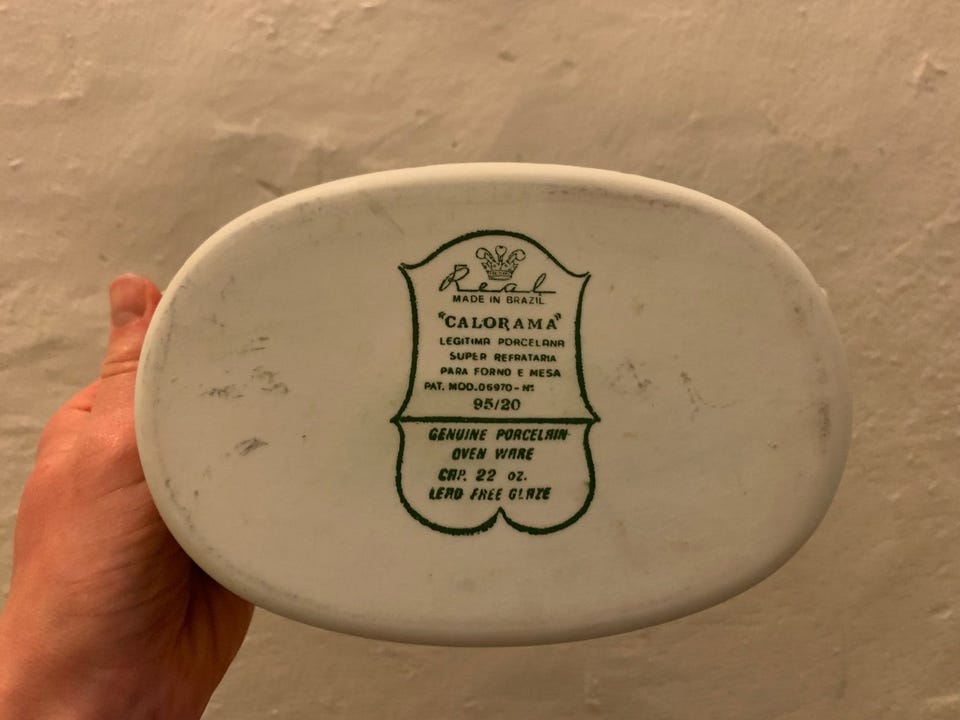 Real
MADE IN BRAZIL
"CALORAMA"
LEGITIMA PORCELANA
SUPER REFRATARIA
PARA FORNO E MESA
PAT. MOD. 06970 - Nº
95/20
GENUINE PORCELAIN
OVEN WARE
CAP. 22 oz.
LEAD FREE GLAZE